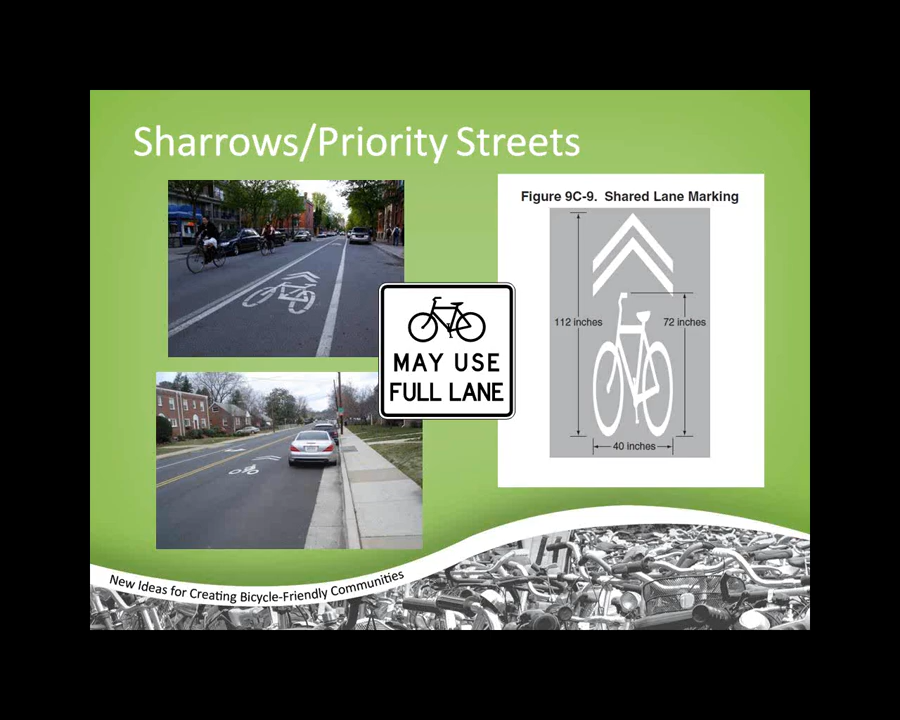 Sharrows/Priority Streets
Figure 9C-9. Shared Lane Marking
112 inches
72 inches
40 inches
MAY USE
FULL LANE
New Ideas for Creating Bicycle-Friendly Communities